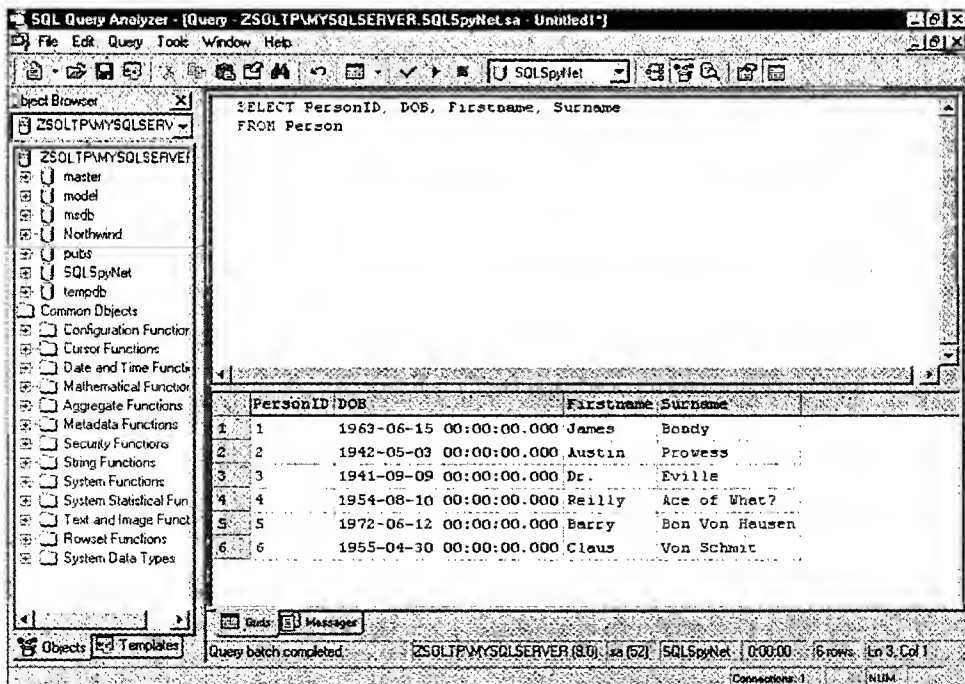 SQL Query Analyzer - [Query - ZSQLTP\MYSQLSERVER.SQLSpyNet.sa - Untitled1*]
File Edit Query Tools Window Help
SQLSpyNet
Object Browser
ZSQLTP\MYSQLSERV
SELECT PersonID, DOB, Firstname, Surname
FROM Person
ZSQLTP\MYSQLSERVER
master
model
msdb
Northwind
pubs
SQLSpyNet
tempdb
Common Objects
Configuration Function
Cursor Functions
Date and Time Functi
Mathematical Function
Aggregate Functions
Metadata Functions
Security Functions
String Functions
System Functions
System Statistical Fun
Text and Image Funct
Rowset Functions
System Data Types
PersonID DOB Firstname Surname
1 1 1963-06-15 00:00:00.000 James Bondy
2 2 1942-05-03 00:00:00.000 Austin Prowess
3 3 1941-09-09 00:00:00.000 Dr. Eville
4 4 1954-08-10 00:00:00.000 Reilly Ace of What?
5 5 1972-06-12 00:00:00.000 Barry Bon Von Hausen
6 6 1955-04-30 00:00:00.000 Claus Von Schmit
Grids Messages
Objects Templates
Query batch completed. ZSQLTP\MYSQLSERVER (8.0) sa (52) SQLSpyNet 0:00:00 6 rows Ln 3, Col 1
Connections: 1 NUM